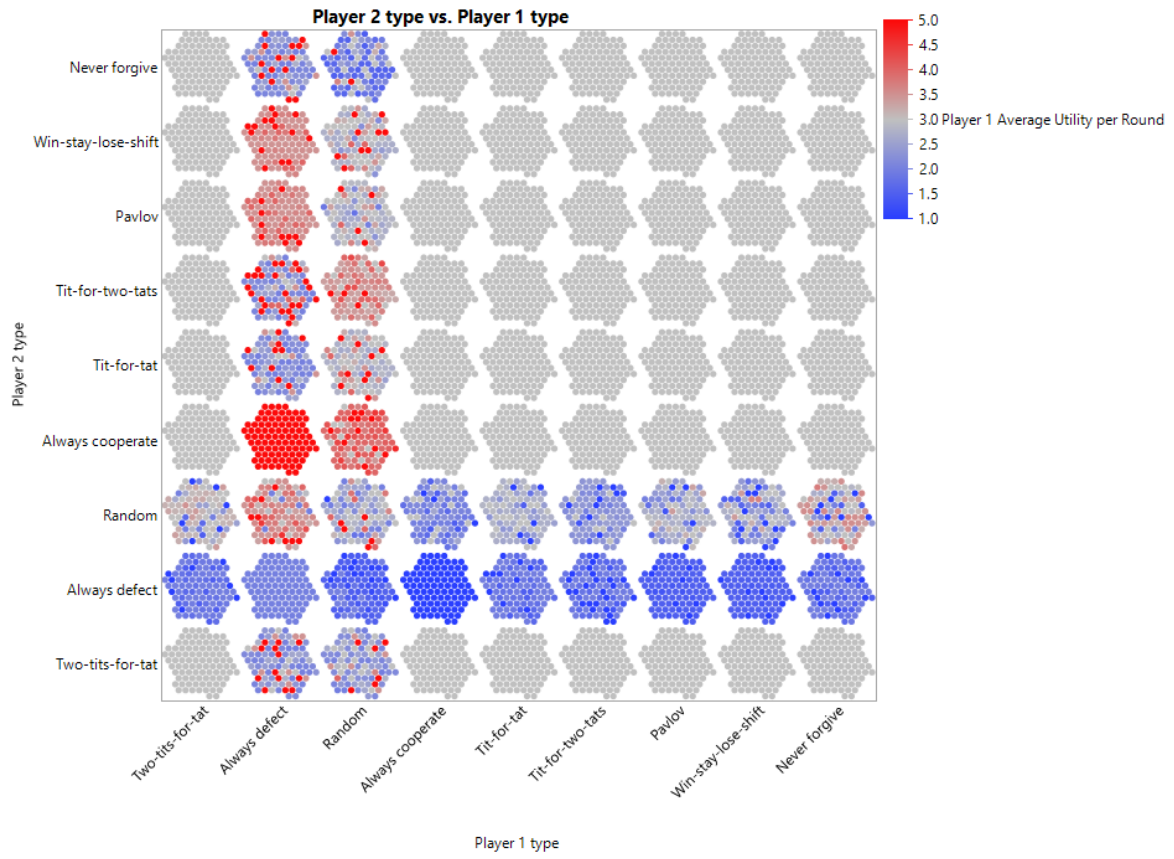 Player 2 type vs. Player 1 type
5.0
4.5
4.0
3.5
3.0 Player 1 Average Utility per Round
2.5
2.0
1.5
1.0
Player 2 type
Never forgive
Win-stay-lose-shift
Pavlov
Tit-for-two-tats
Tit-for-tat
Always cooperate
Random
Always defect
Two-tits-for-tat
Two-tits-for-tat
Always defect
Random
Always cooperate
Tit-for-tat
Tit-for-two-tats
Pavlov
Win-stay-lose-shift
Never forgive
Player 1 type